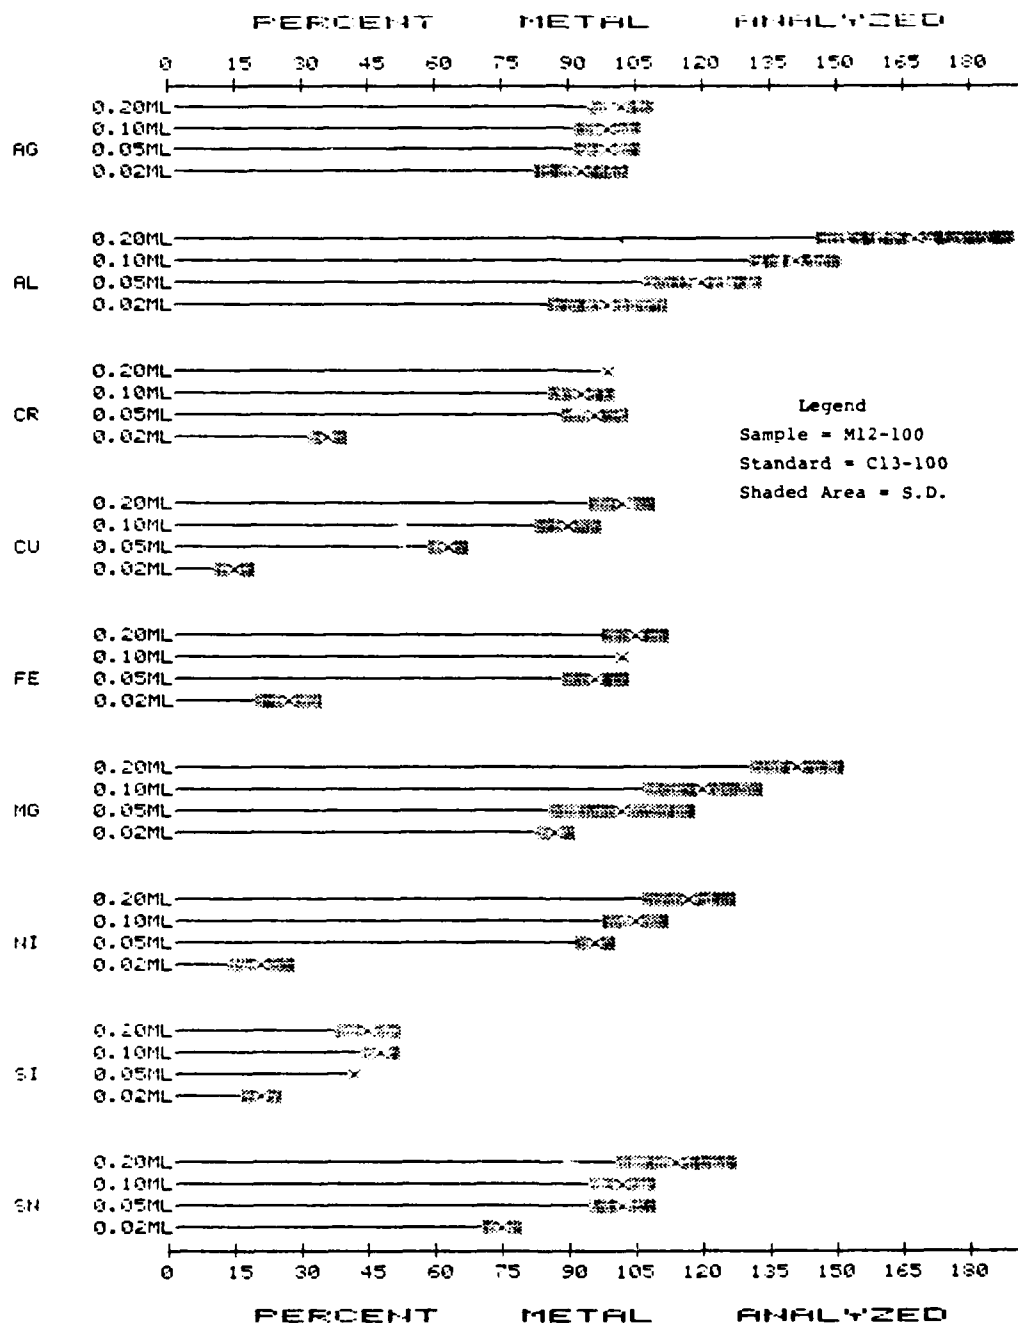 PERCENT METAL ANALYZED
0 15 30 45 60 75 90 105 120 135 150 165 180
0.20ML
0.10ML
AG 0.05ML
0.02ML
0.20ML
0.10ML
AL 0.05ML
0.02ML
0.20ML
0.10ML
CR 0.05ML
0.02ML
Legend
Sample = M12-100
Standard = C13-100
Shaded Area = S.D.
0.20ML
0.10ML
CU 0.05ML
0.02ML
0.20ML
0.10ML
FE 0.05ML
0.02ML
0.20ML
0.10ML
MG 0.05ML
0.02ML
0.20ML
0.10ML
NI 0.05ML
0.02ML
0.20ML
0.10ML
SI 0.05ML
0.02ML
0.20ML
0.10ML
SN 0.05ML
0.02ML
0 15 30 45 60 75 90 105 120 135 150 165 180
PERCENT METAL ANALYZED